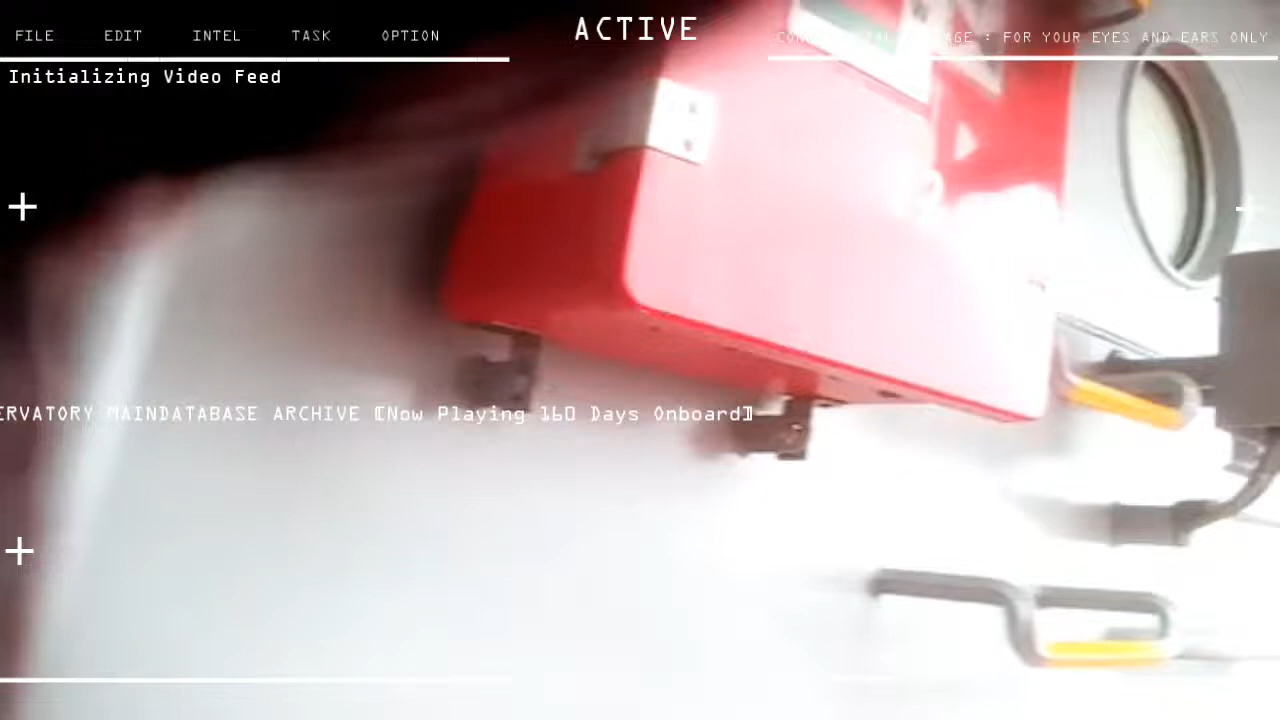 FILE EDIT INTEL TASK OPTION
ACTIVE
: FOR YOUR EYES AND EARS ONLY
Initializing Video Feed
MAINDATABASE ARCHIVE [Now Playing 160 Days Onboard]